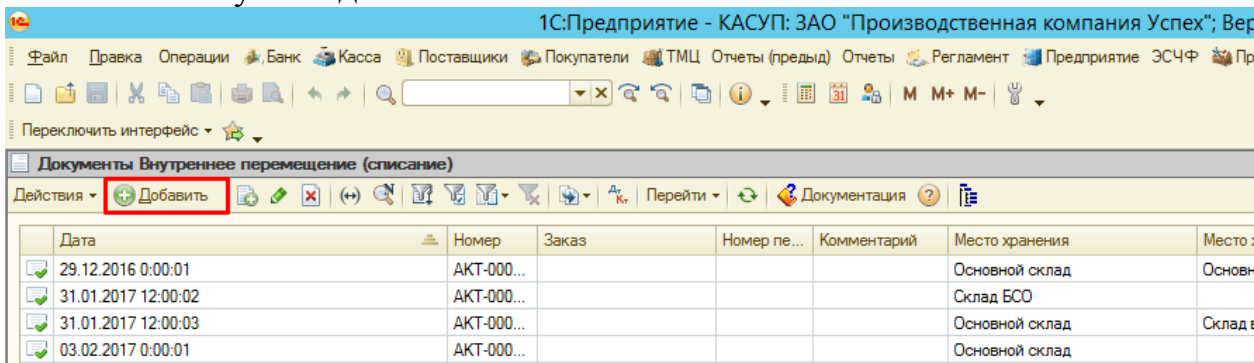 1С:Предприятие - КАСУП: ЗАО "Производственная компания Успех"; Вер
Файл Правка Операции Банк Касса Поставщики Покупатели ТМЦ Отчеты (предыд) Отчеты Регламент Предприятие ЭСЧФ Пр
31 M M+ M-
Переключить интерфейс
Документы Внутреннее перемещение (списание)
Действия Добавить Дт Кт Перейти Документация
Дата Номер Заказ Номер пе... Комментарий Место хранения Место
29.12.2016 0:00:01 АКТ-000... Основной склад Основн
31.01.2017 12:00:02 АКТ-000... Склад БСО
31.01.2017 12:00:03 АКТ-000... Основной склад Склад
03.02.2017 0:00:01 АКТ-000... Основной склад